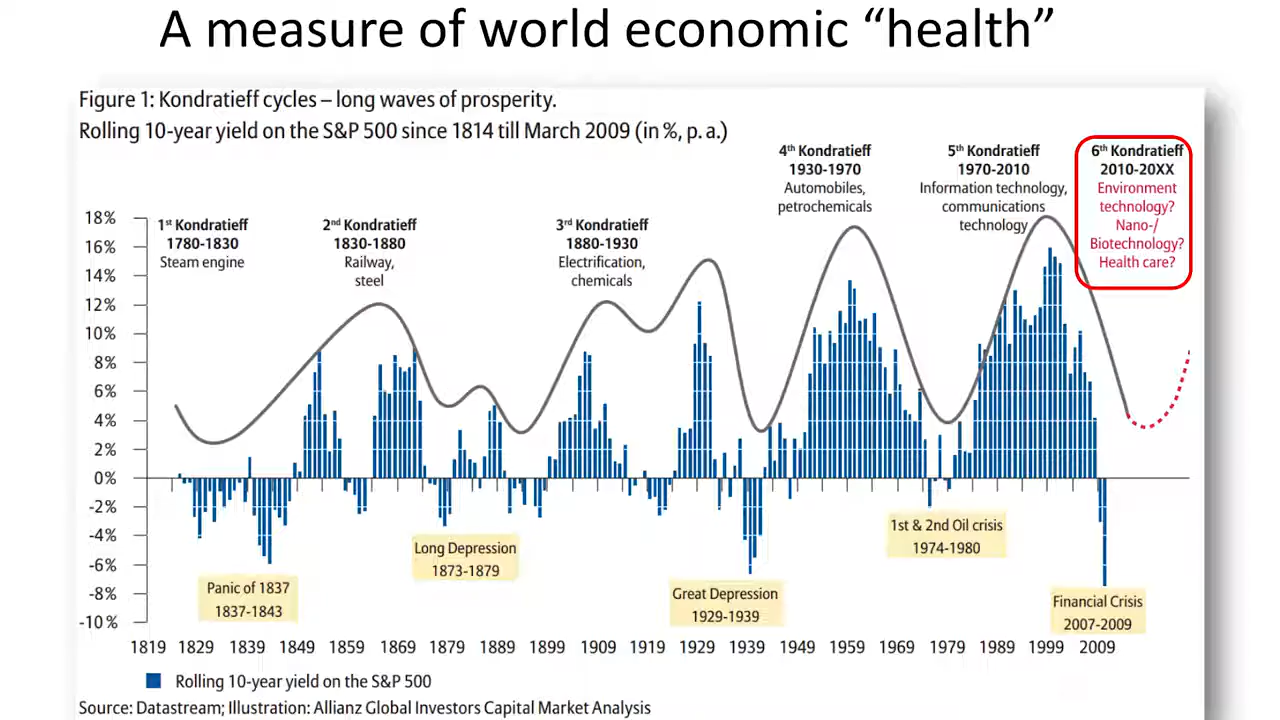 A measure of world economic “health”
Figure 1: Kondratieff cycles – long waves of prosperity.
Rolling 10-year yield on the S&P 500 since 1814 till March 2009 (in %, p. a.)
1st Kondratieff
1780-1830
Steam engine
2nd Kondratieff
1830-1880
Railway,
steel
3rd Kondratieff
1880-1930
Electrification,
chemicals
4th Kondratieff
1930-1970
Automobiles,
petrochemicals
5th Kondratieff
1970-2010
Information technology,
communications
technology
6th Kondratieff
2010-20XX
Environment
technology?
Nano-/
Biotechnology?
Health care?
18%
16%
14%
12%
10%
8%
6%
4%
2%
0%
-2%
-4%
-6%
-8%
-10%
Panic of 1837
1837-1843
Long Depression
1873-1879
Great Depression
1929-1939
1st & 2nd Oil crisis
1974-1980
Financial Crisis
2007-2009
1819 1829 1839 1849 1859 1869 1879 1889 1899 1909 1919 1929 1939 1949 1959 1969 1979 1989 1999 2009
Rolling 10-year yield on the S&P 500
Source: Datastream; Illustration: Allianz Global Investors Capital Market Analysis